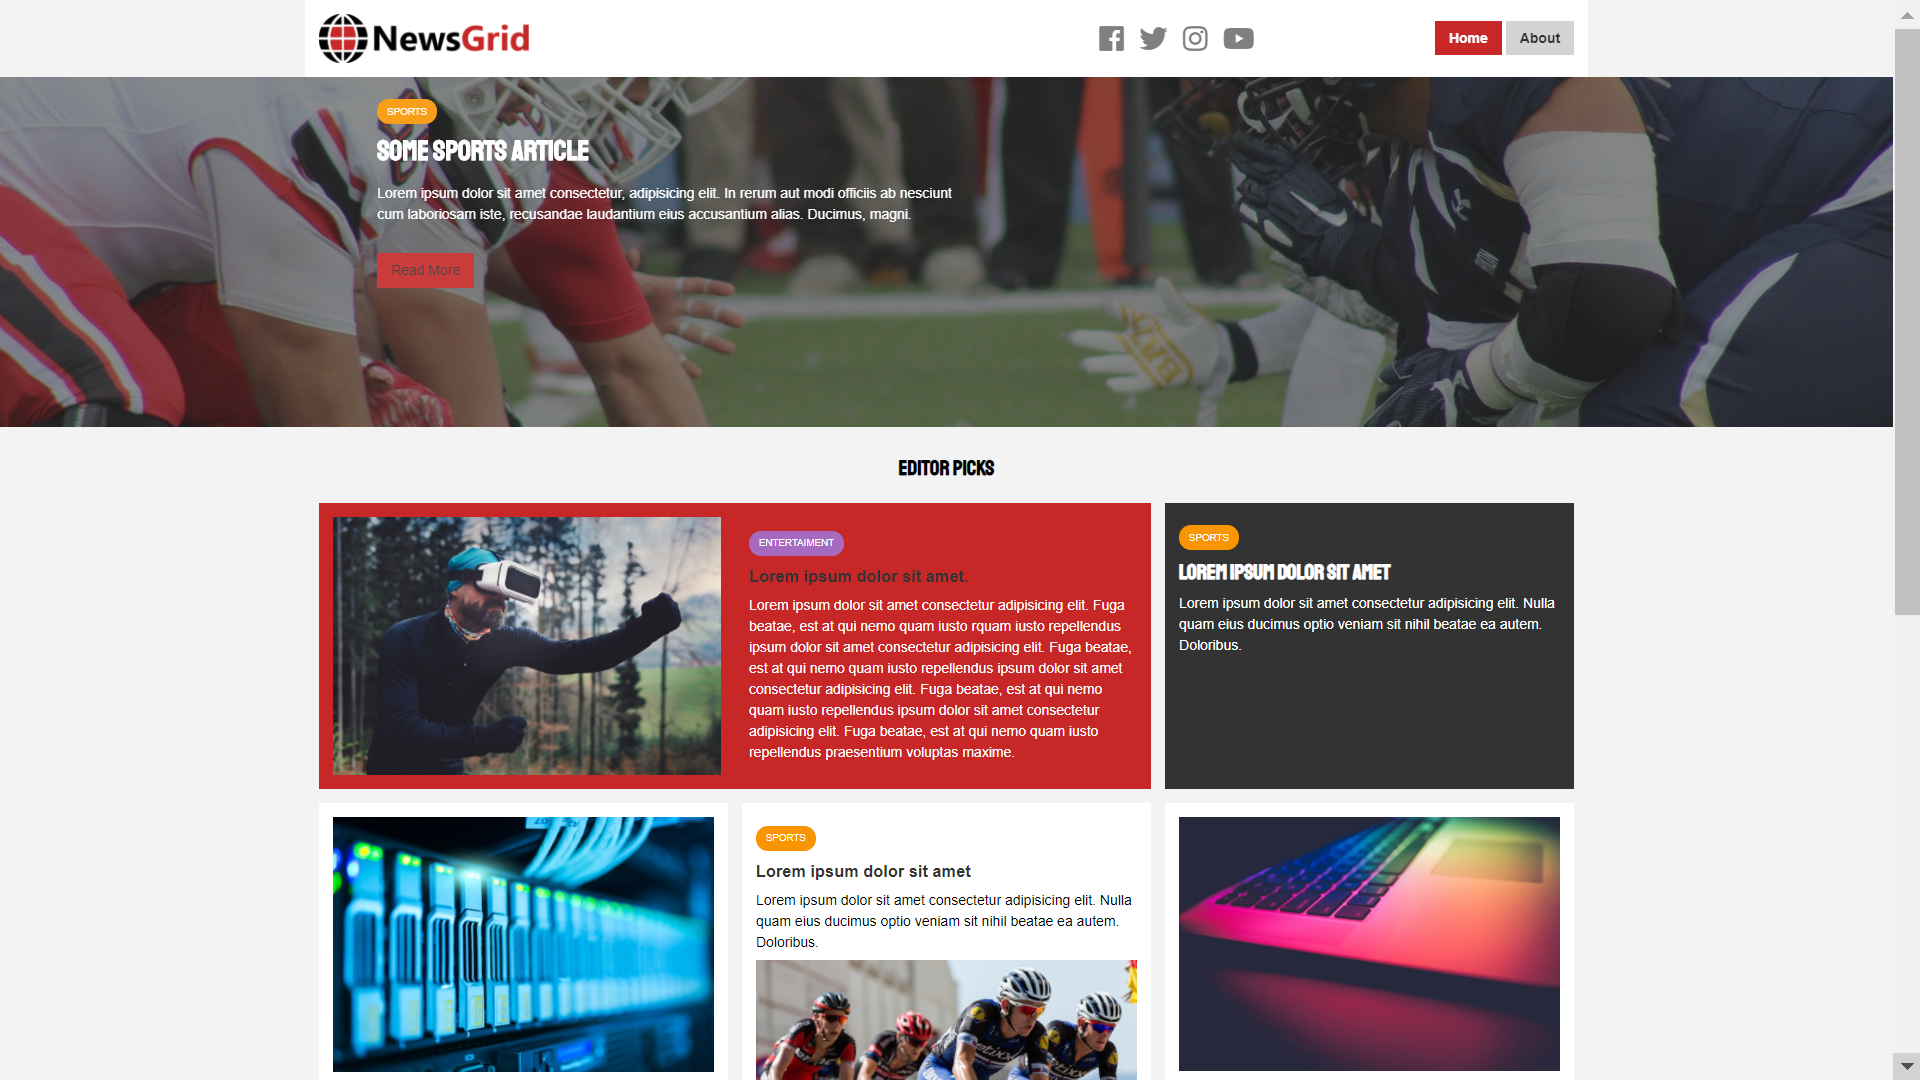 NewsGrid
Home
About
SPORTS
SOME SPORTS ARTICLE
Lorem ipsum dolor sit amet consectetur, adipisicing elit. In rerum aut modi officiis ab nesciunt
cum laboriosam iste, recusandae laudantium eius accusantium alias. Ducimus, magni.
Read More
EDITOR PICKS
ENTERTAIMENT
Lorem ipsum dolor sit amet.
Lorem ipsum dolor sit amet consectetur adipisicing elit. Fuga
beatae, est at qui nemo quam iusto rquam iusto repellendus
ipsum dolor sit amet consectetur adipisicing elit. Fuga beatae,
est at qui nemo quam iusto repellendus ipsum dolor sit amet
consectetur adipisicing elit. Fuga beatae, est at qui nemo
quam iusto repellendus ipsum dolor sit amet consectetur
adipisicing elit. Fuga beatae, est at qui nemo quam iusto
repellendus praesentium voluptas maxime.
SPORTS
LOREM IPSUM DOLOR SIT AMET
Lorem ipsum dolor sit amet consectetur adipisicing elit. Nulla
quam eius ducimus optio veniam sit nihil beatae ea autem.
Doloribus.
SPORTS
Lorem ipsum dolor sit amet
Lorem ipsum dolor sit amet consectetur adipisicing elit. Nulla
quam eius ducimus optio veniam sit nihil beatae ea autem.
Doloribus.